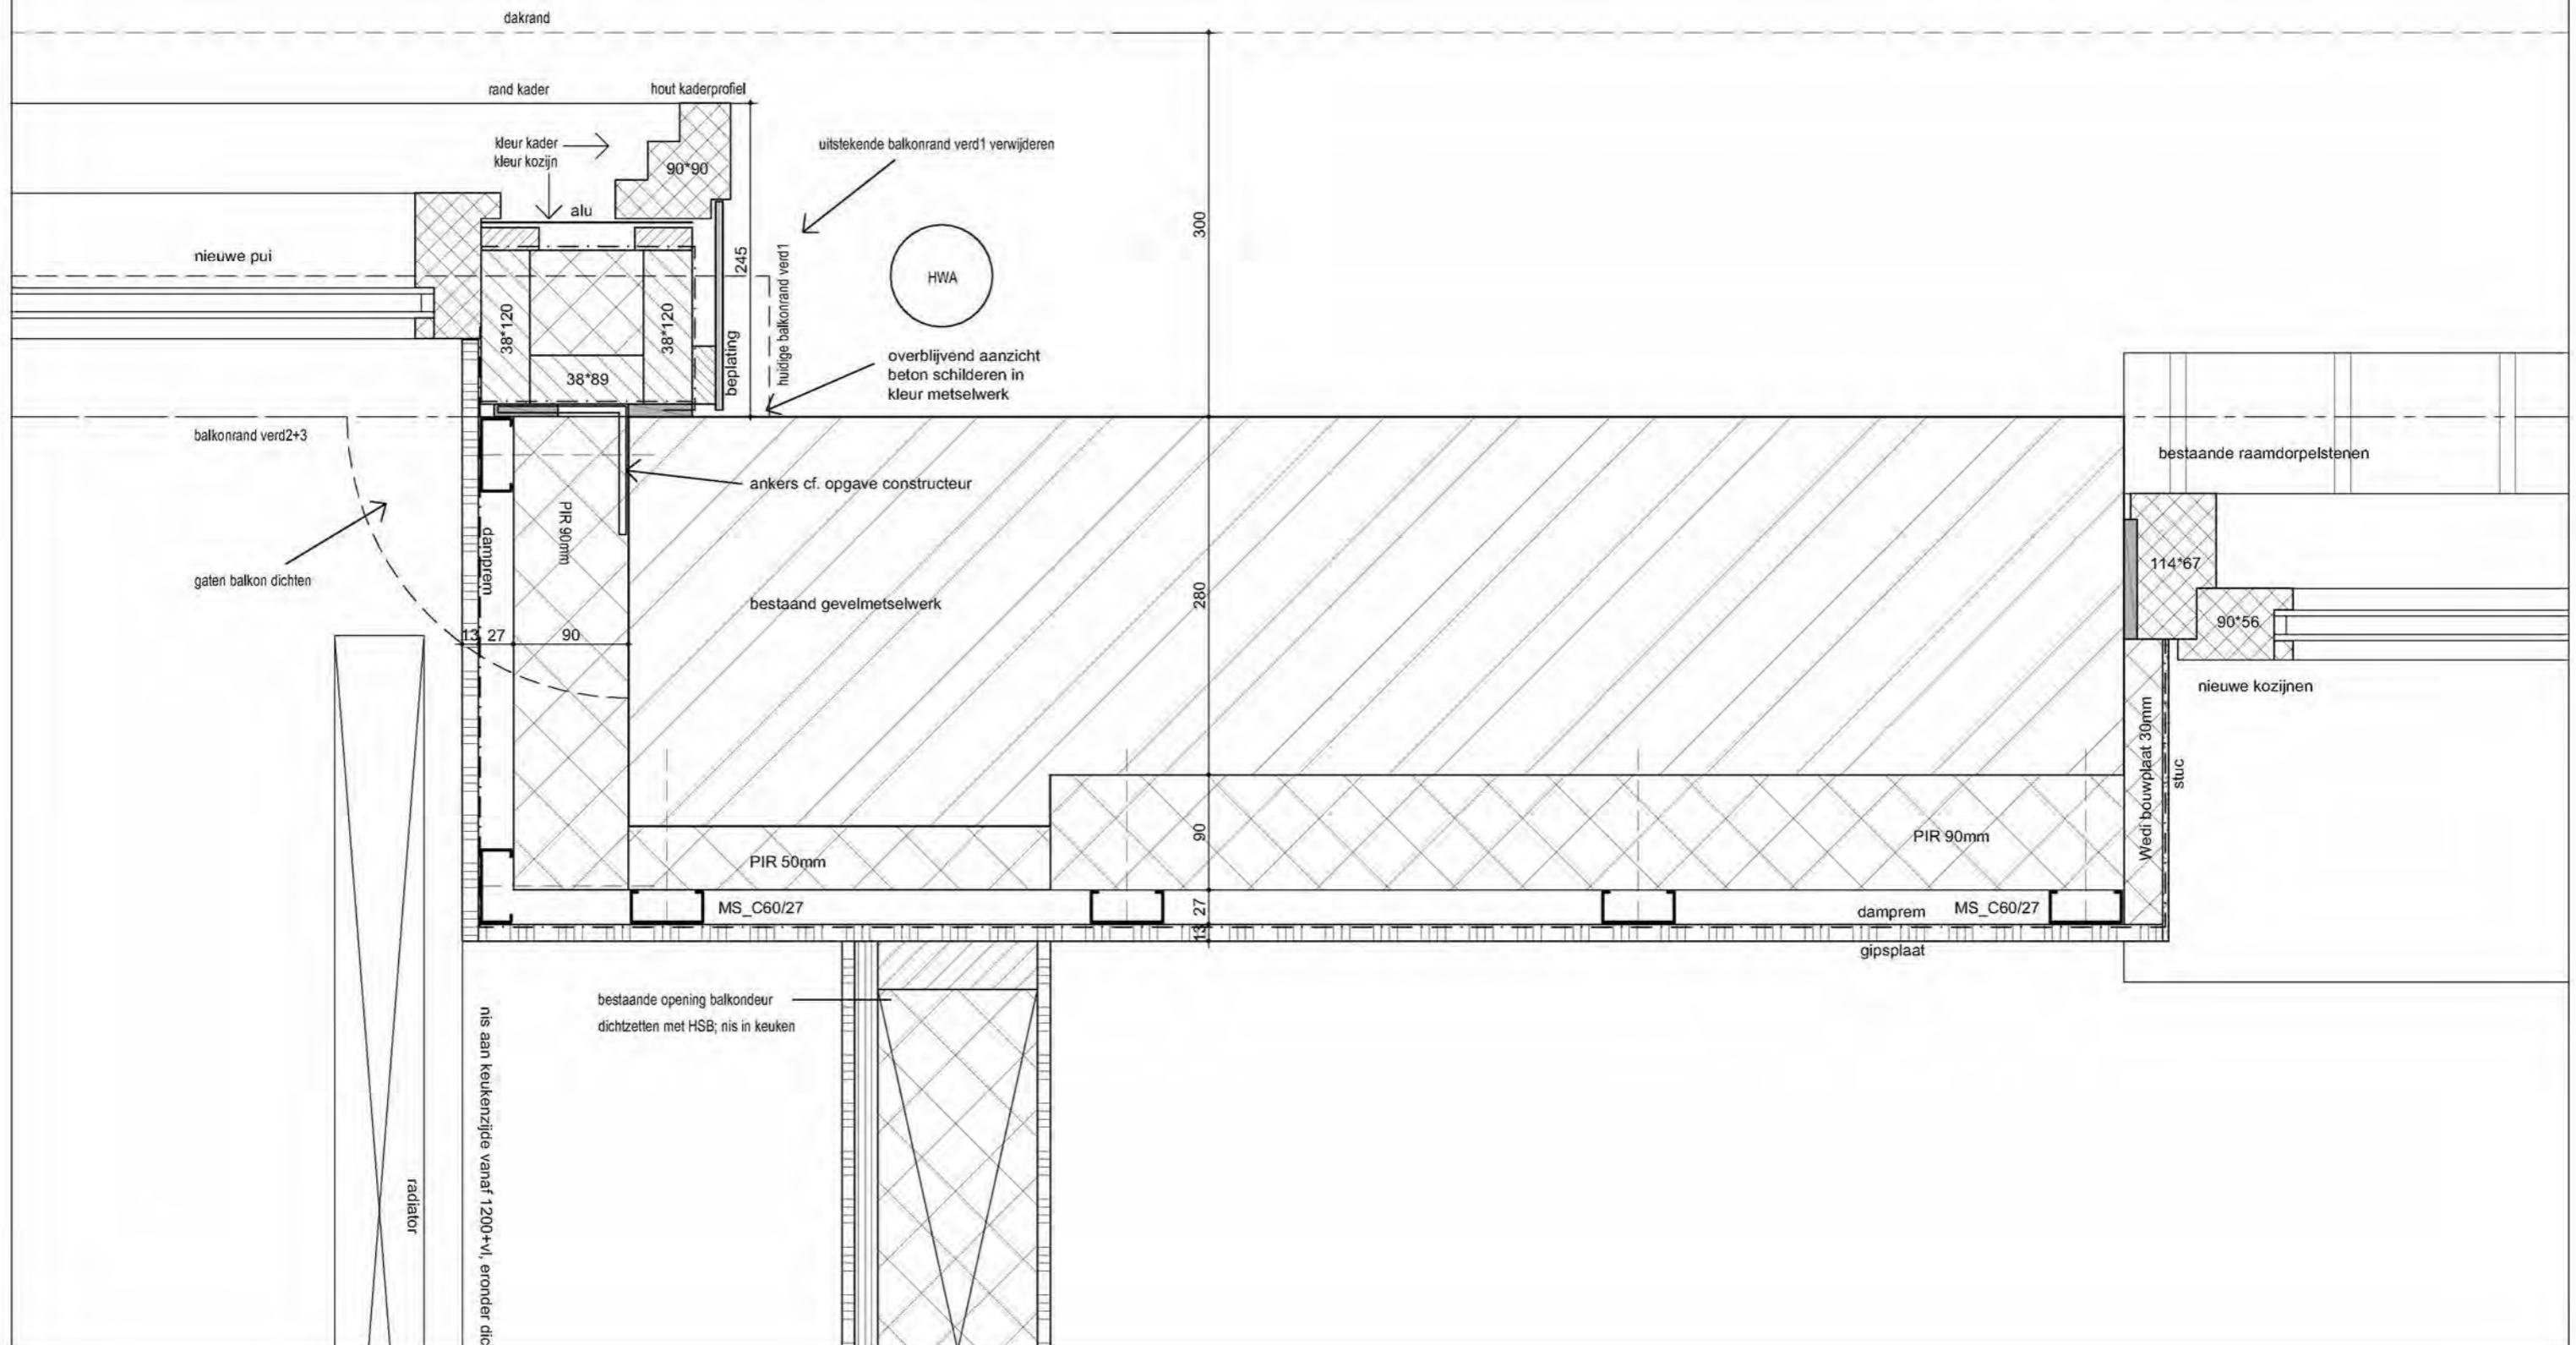 dakrand
rand kader
hout kaderprofiel
kleur kader
kleur kozijn
90*90
uitstekende balkonrand verd1 verwijderen
alu
nieuwe pui
245
huidige balkonrand verd1
HWA
300
38*120
38*120
38*89
beplating
overblijvend aanzicht
beton schilderen in
kleur metselwerk
balkonrand verd2+3
bestaande raamdorpelstenen
ankers cf. opgave constructeur
PIR 90mm
damprem
gaten balkon dichten
114*67
280
bestaand gevelmetselwerk
90*56
13
27
90
nieuwe kozijnen
Wedi bouwplaat 30mm
stuc
90
PIR 90mm
PIR 50mm
MS_C60/27
27
damprem
MS_C60/27
13
gipsplaat
bestaande opening balkondeur
dichtzetten met HSB; nis in keuken
nis aan keukenzijde vanaf 1200+vl, eronder dic
radiator